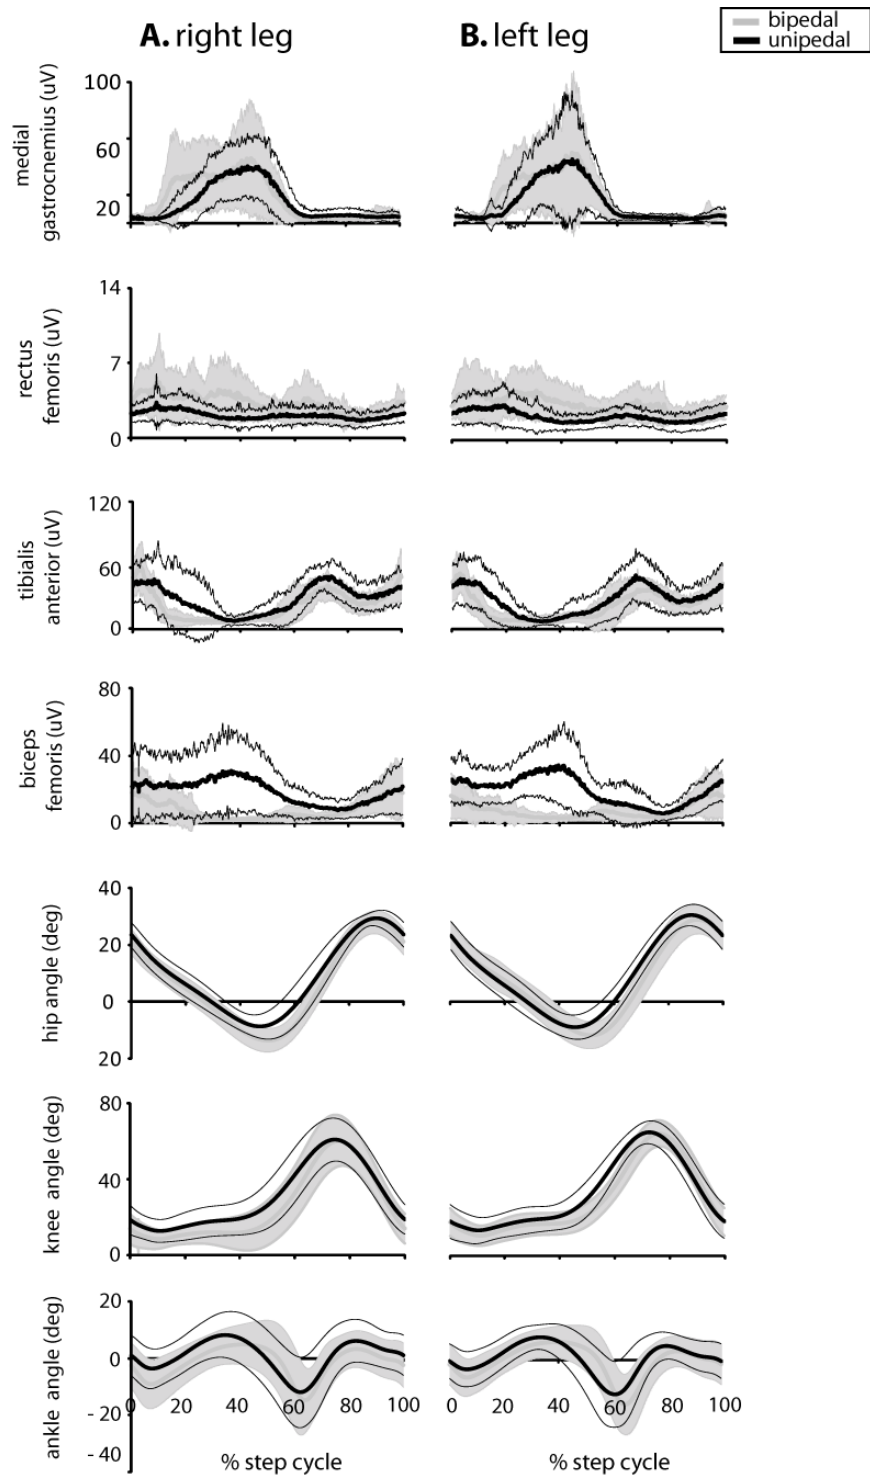 A. right leg
B. left leg
bipedal
unipedal
medial
gastrocnemius (uV)
100
60
20
rectus
femoris (uV)
14
7
0
tibialis
anterior (uV)
120
60
0
biceps
femoris (uV)
80
40
0
hip angle (deg)
40
20
0
20
knee angle (deg)
80
40
0
ankle angle (deg)
20
0
- 20
- 40
0 20 40 60 80 100
0 20 40 60 80 100
% step cycle
% step cycle